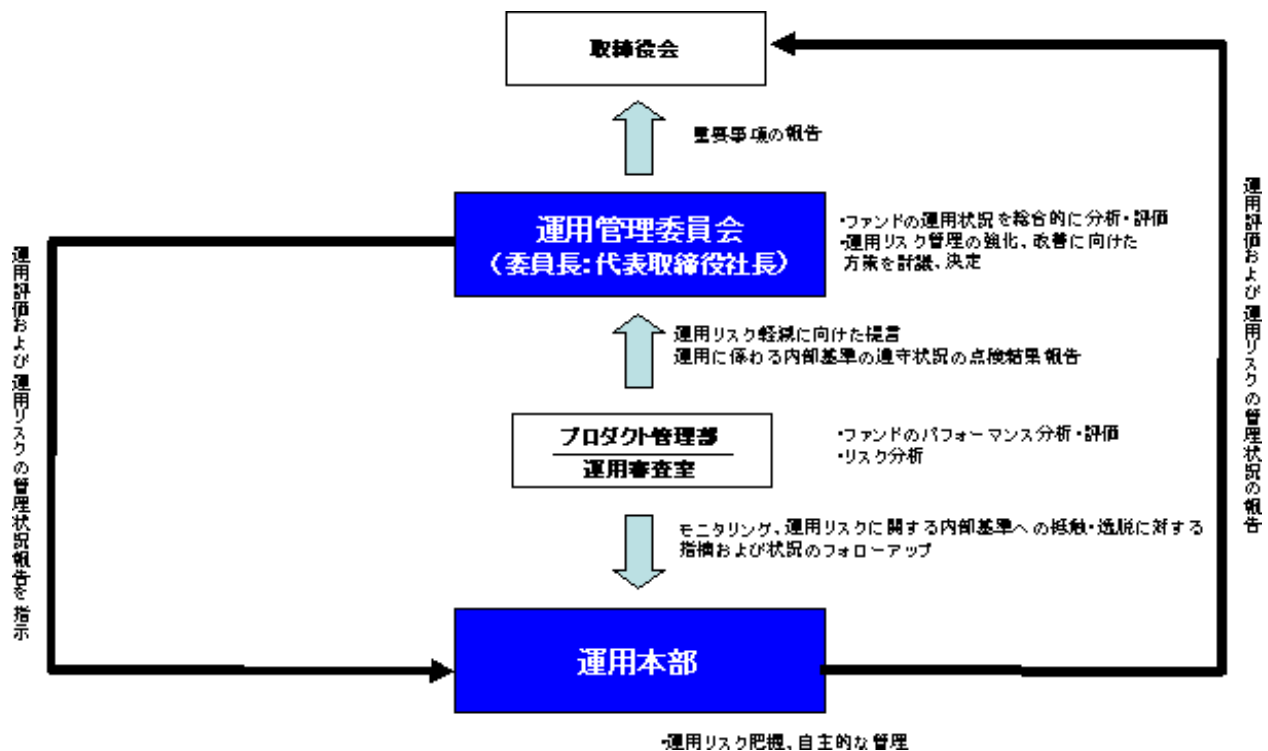 取締役会
重要事項の報告
運用管理委員会
（委員長：代表取締役社長）
・ファンドの運用状況を総合的に分析・評価
・運用リスク管理の強化、改善に向けた
方策を討議、決定
運用リスク軽減に向けた提言
運用に係わる内部基準の遵守状況の点検結果報告
プロダクト管理部
運用審査室
・ファンドのパフォーマンス分析・評価
・リスク分析
モニタリング、運用リスクに関する内部基準への抵触・逸脱に対する
指摘および状況のフォローアップ
運用本部
・運用リスク把握、自主的な管理
運用評価および運用リスクの管理状況報告を指示
運用評価および運用リスクの管理状況の報告